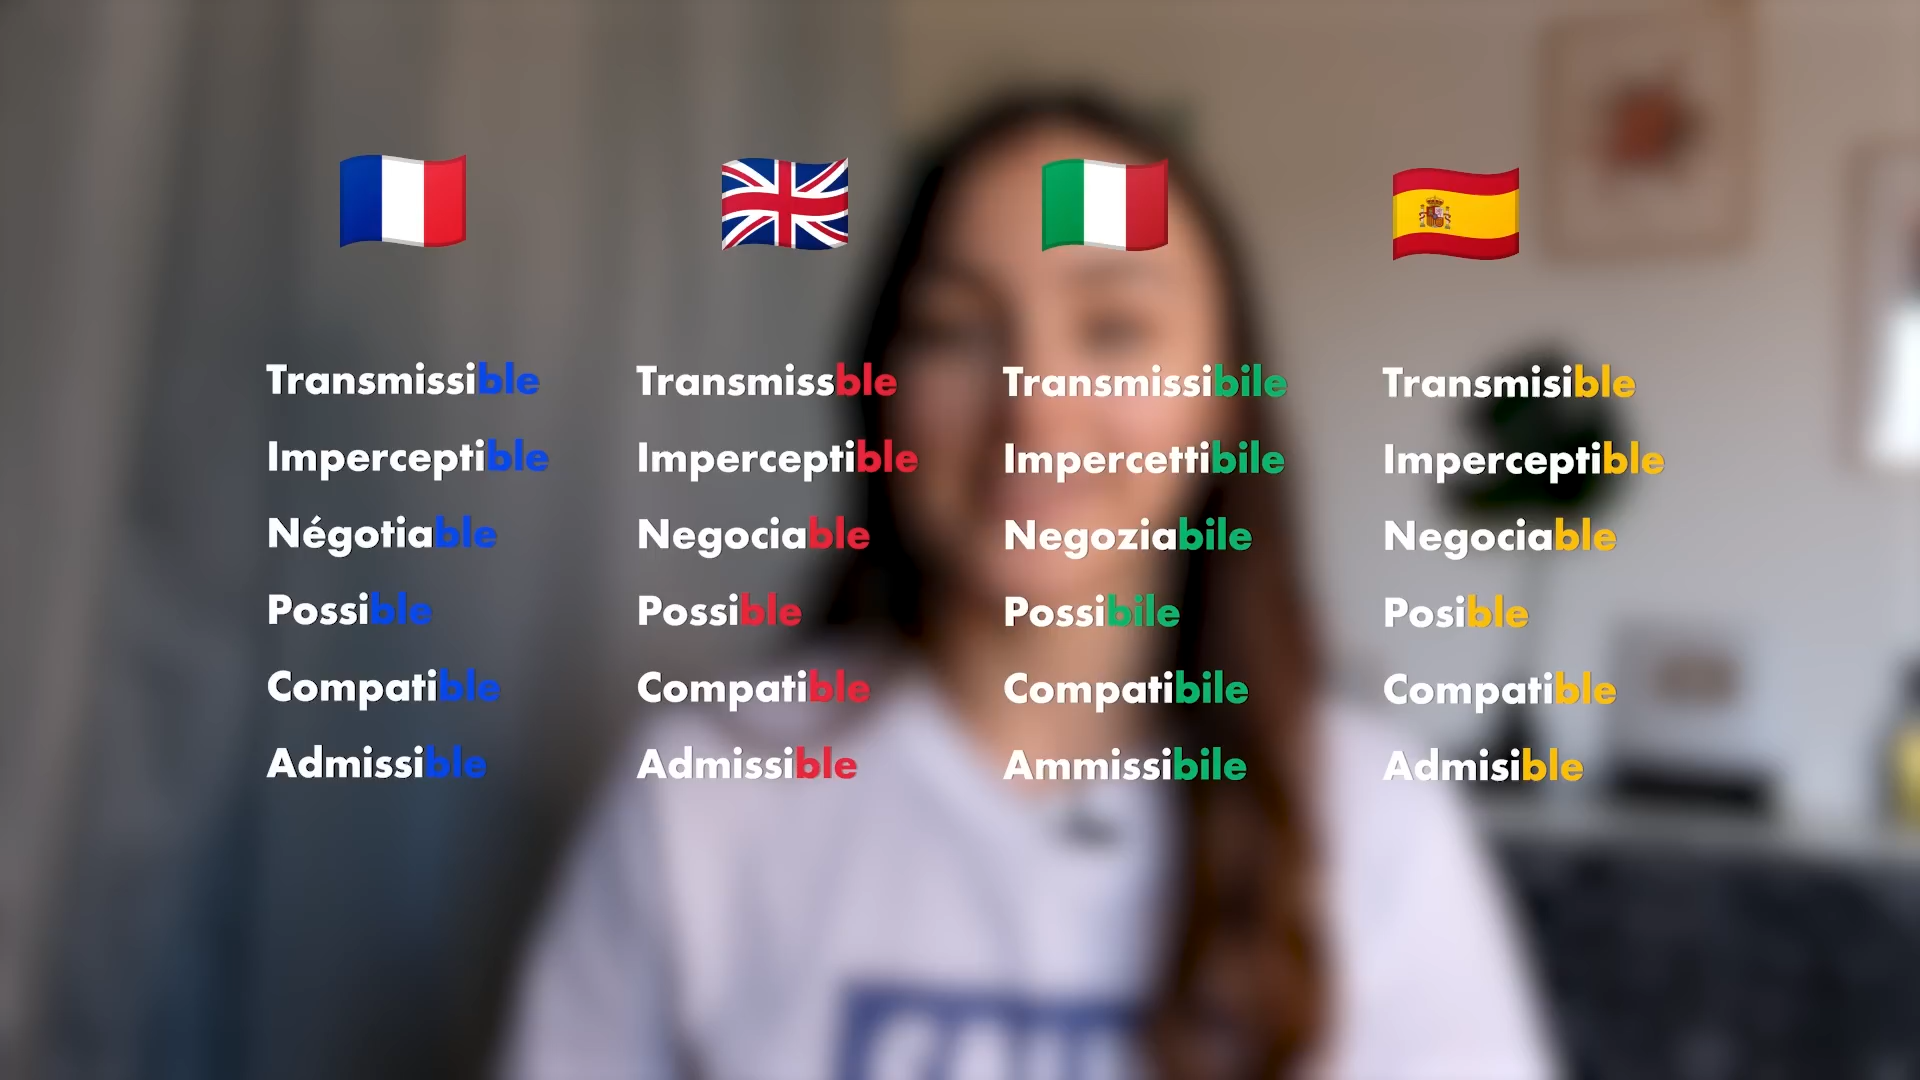 Transmissible Transmissble Transmissibile Transmisible
Imperceptible Imperceptible Impercettibile Imperceptible
Négotiable Negociable Negoziabile Negociable
Possible Possible Possibile Posible
Compatible Compatible Compatibile Compatible
Admissible Admissible Ammissibile Admisible